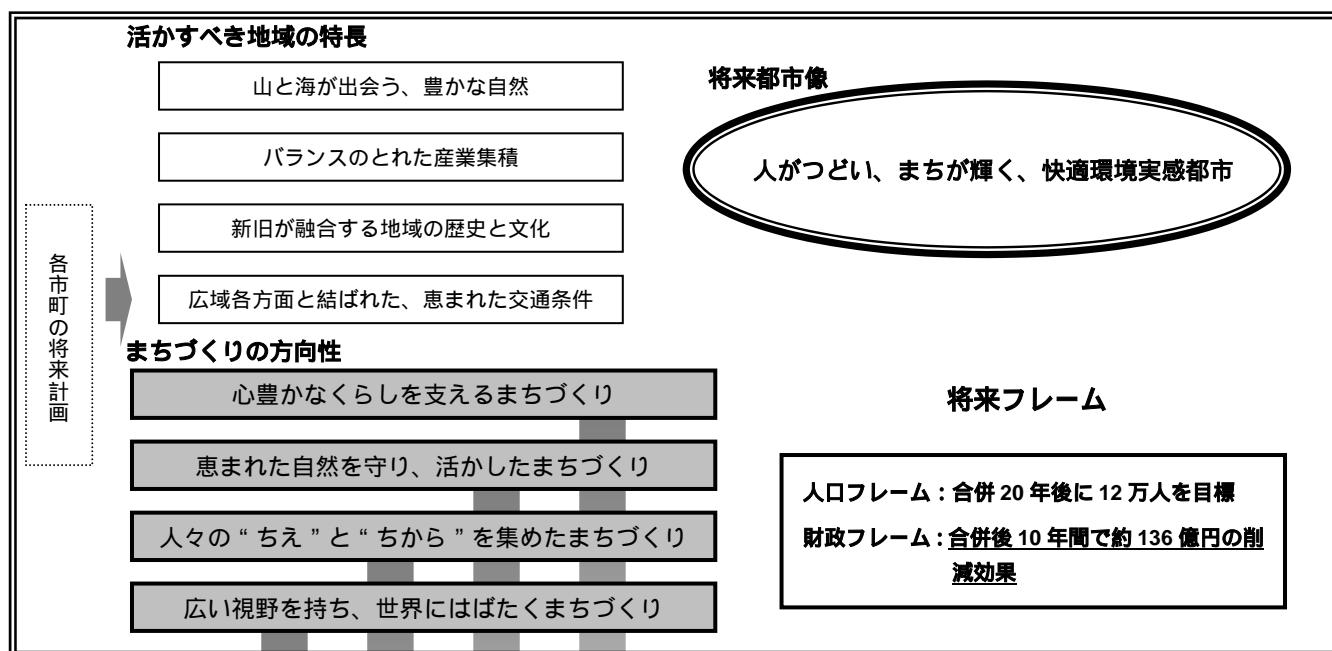 活かすべき地域の特長
山と海が出会う、豊かな自然
バランスのとれた産業集積
新旧が融合する地域の歴史と文化
広域各方面と結ばれた、恵まれた交通条件
各市町の将来計画
将来都市像
人がつどい、まちが輝く、快適環境実感都市
まちづくりの方向性
心豊かなくらしを支えるまちづくり
恵まれた自然を守り、活かしたまちづくり
人々の“ちえ”と“ちから”を集めたまちづくり
広い視野を持ち、世界にはばたくまちづくり
将来フレーム
人口フレーム：合併 20 年後に 12 万人を目標
財政フレーム：合併後 10 年間で約 136 億円の削
減効果